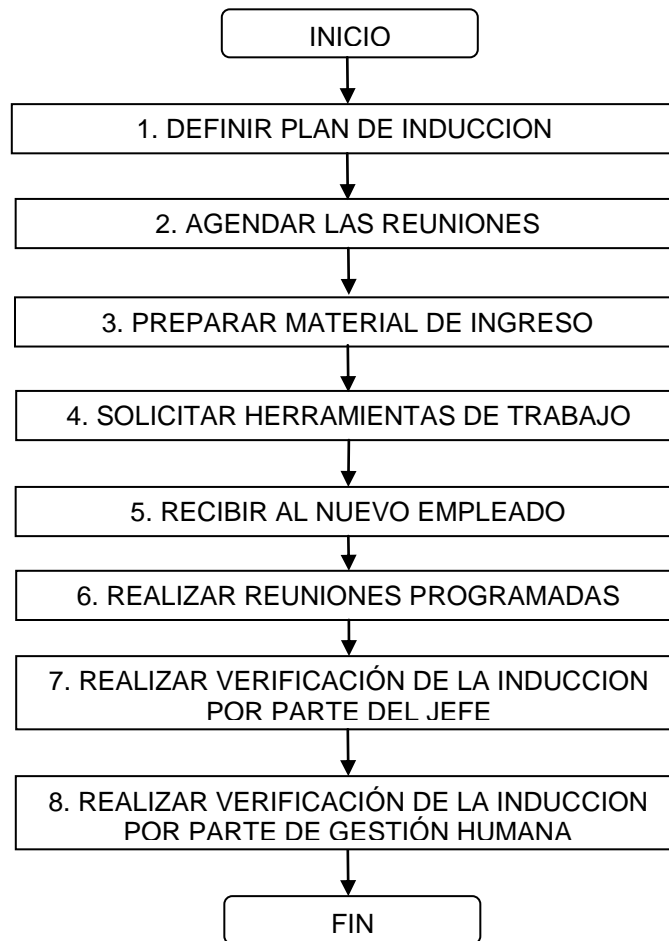 INICIO
1. DEFINIR PLAN DE INDUCCION
2. AGENDAR LAS REUNIONES
3. PREPARAR MATERIAL DE INGRESO
4. SOLICITAR HERRAMIENTAS DE TRABAJO
5. RECIBIR AL NUEVO EMPLEADO
6. REALIZAR REUNIONES PROGRAMADAS
7. REALIZAR VERIFICACIÓN DE LA INDUCCION
POR PARTE DEL JEFE
8. REALIZAR VERIFICACIÓN DE LA INDUCCION
POR PARTE DE GESTIÓN HUMANA
FIN